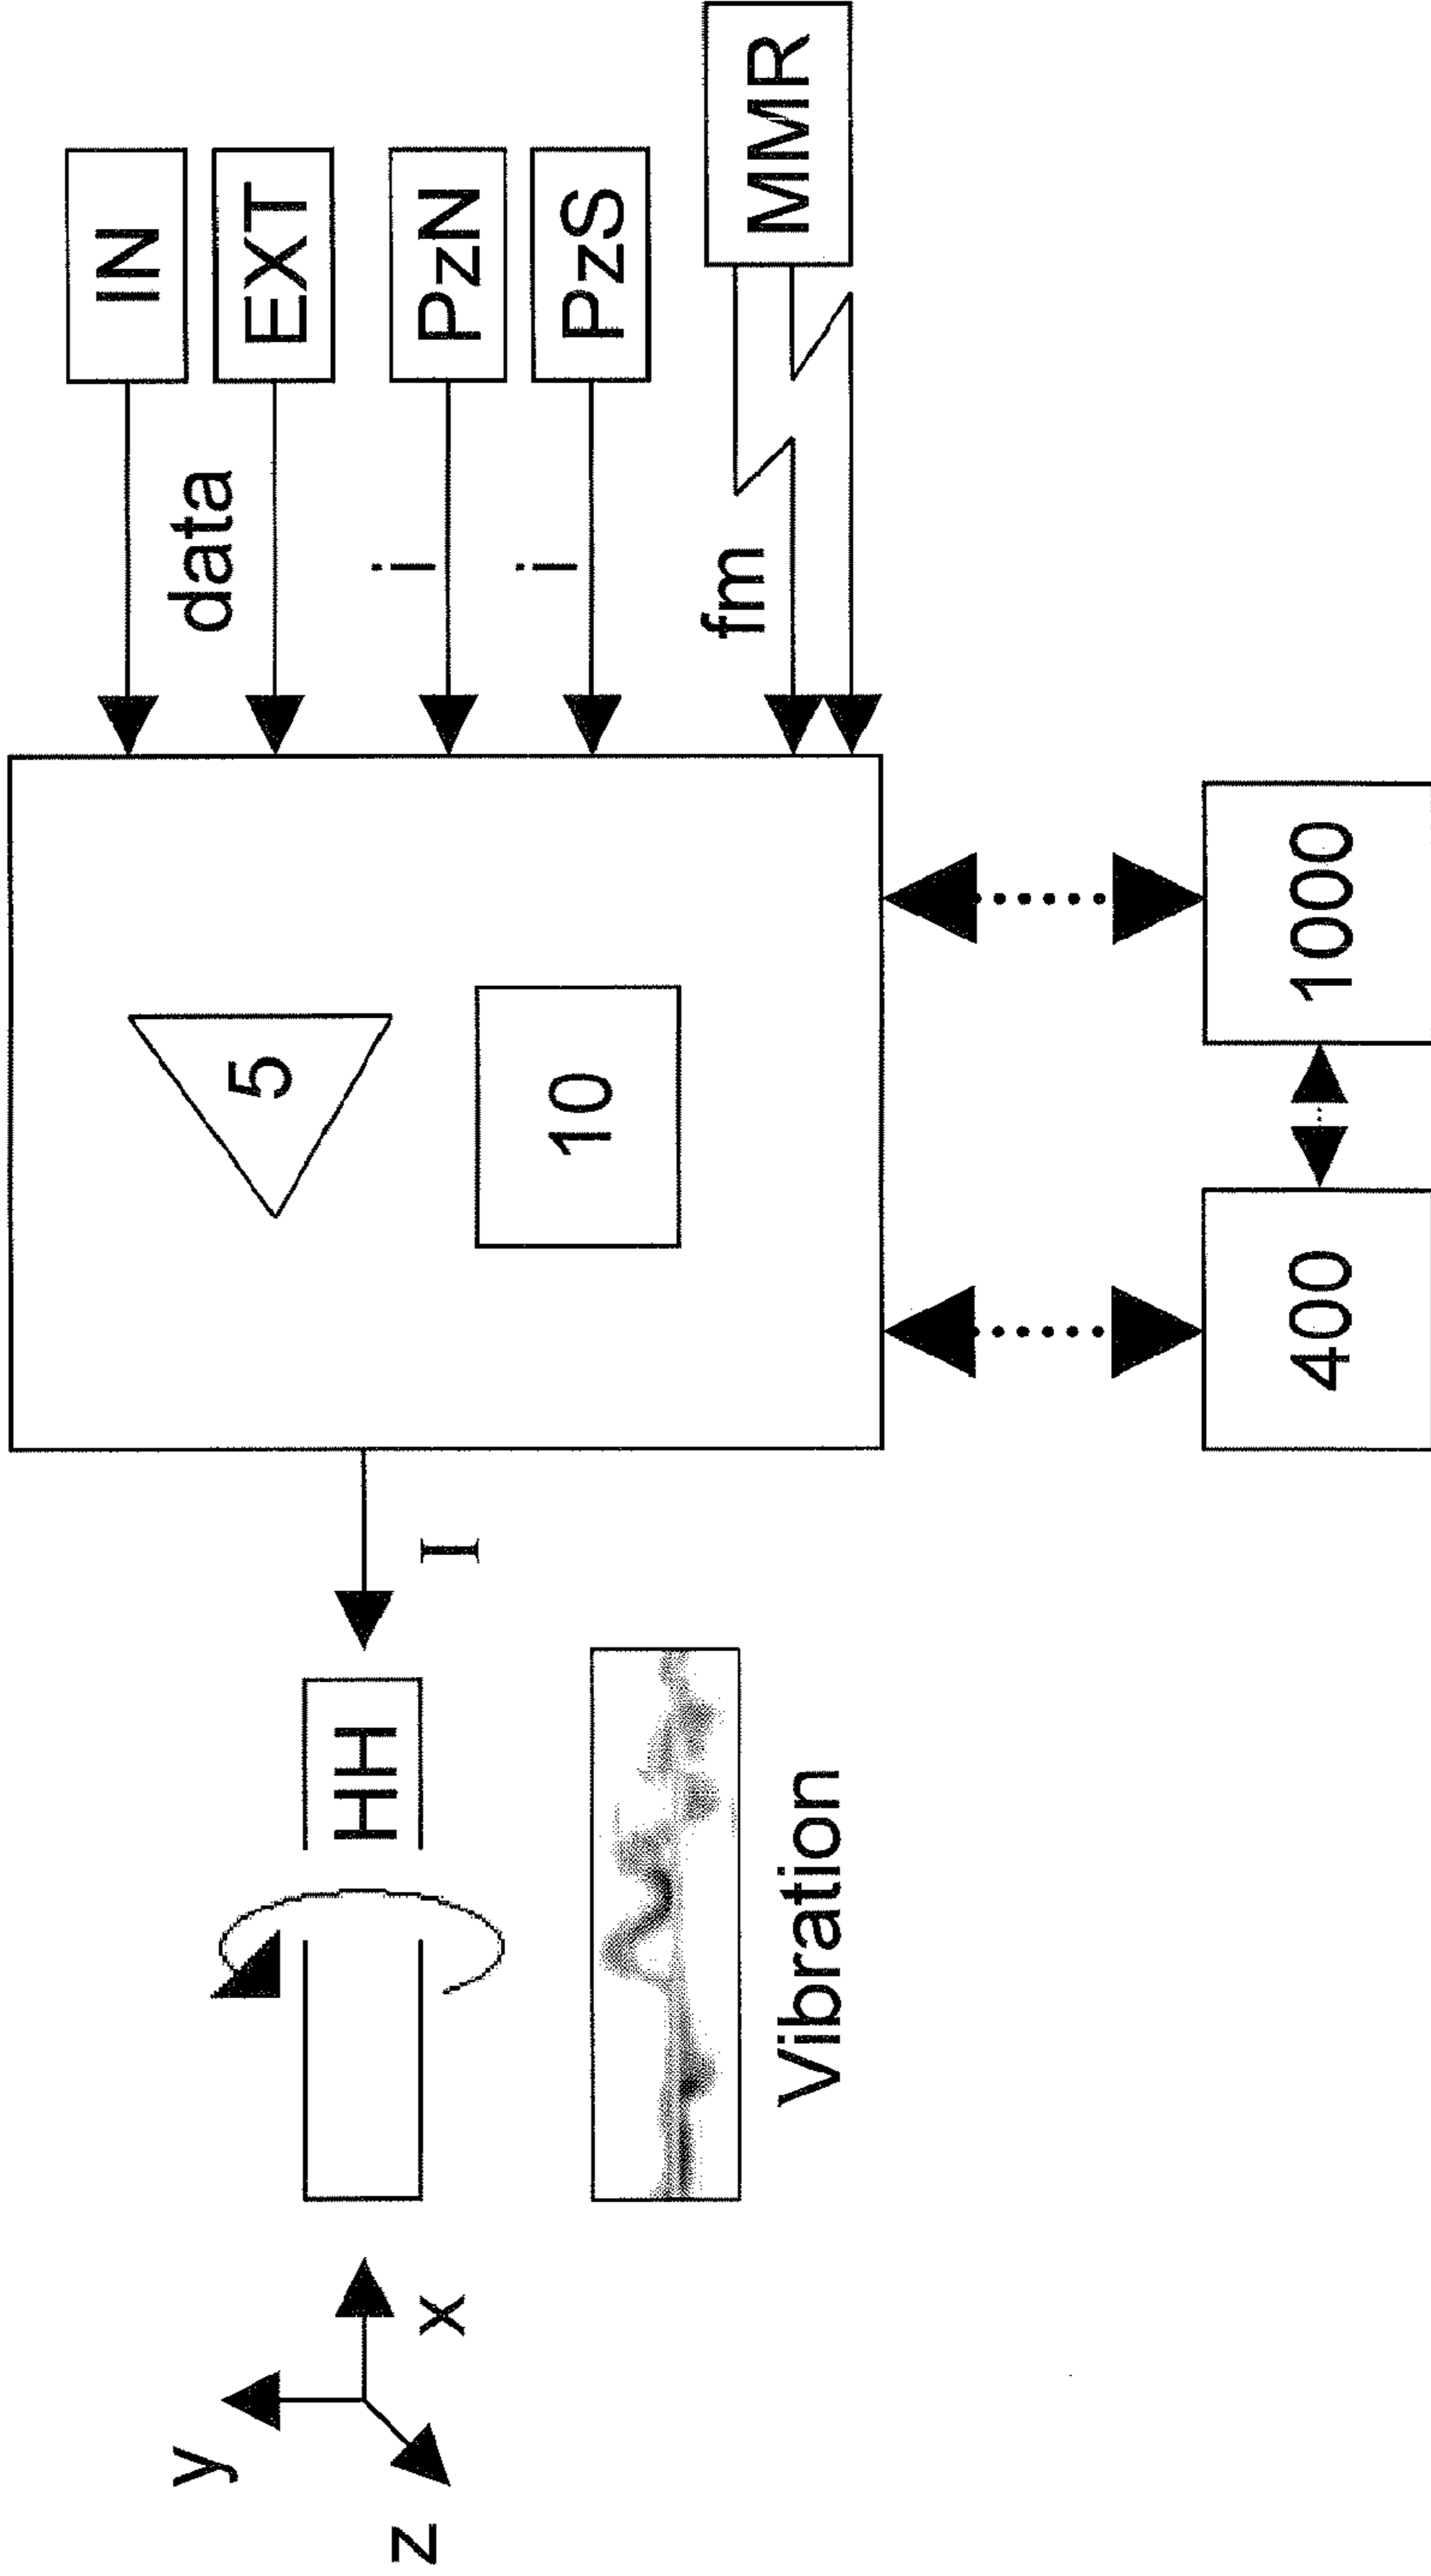 IN
y
data
5
EXT
HH
i
z
x
I
PzN
i
10
PzS
fm
MMR
Vibration
400
1000